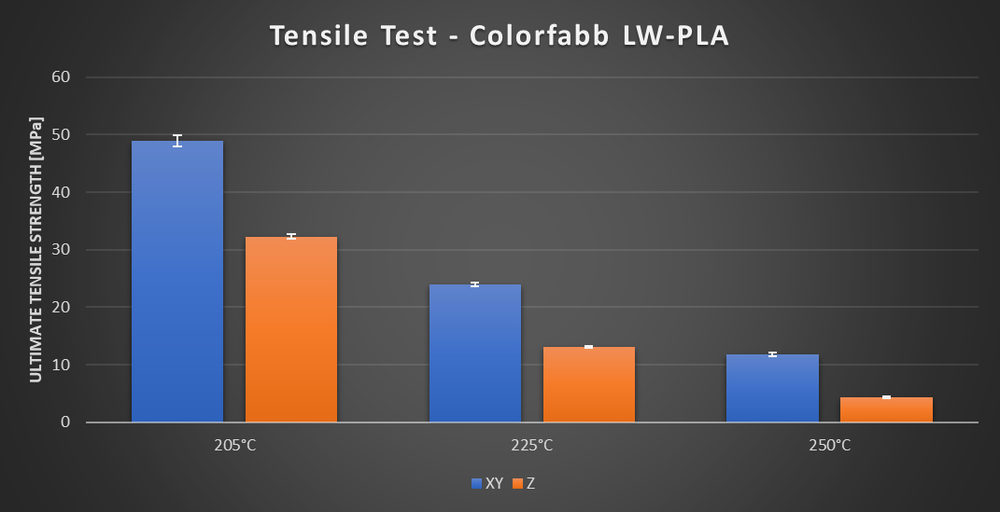 Tensile Test - Colorfabb LW-PLA
ULTIMATE TENSILE STRENGTH [MPa]
60
50
40
30
20
10
0
205°C
225°C
250°C
XY
Z